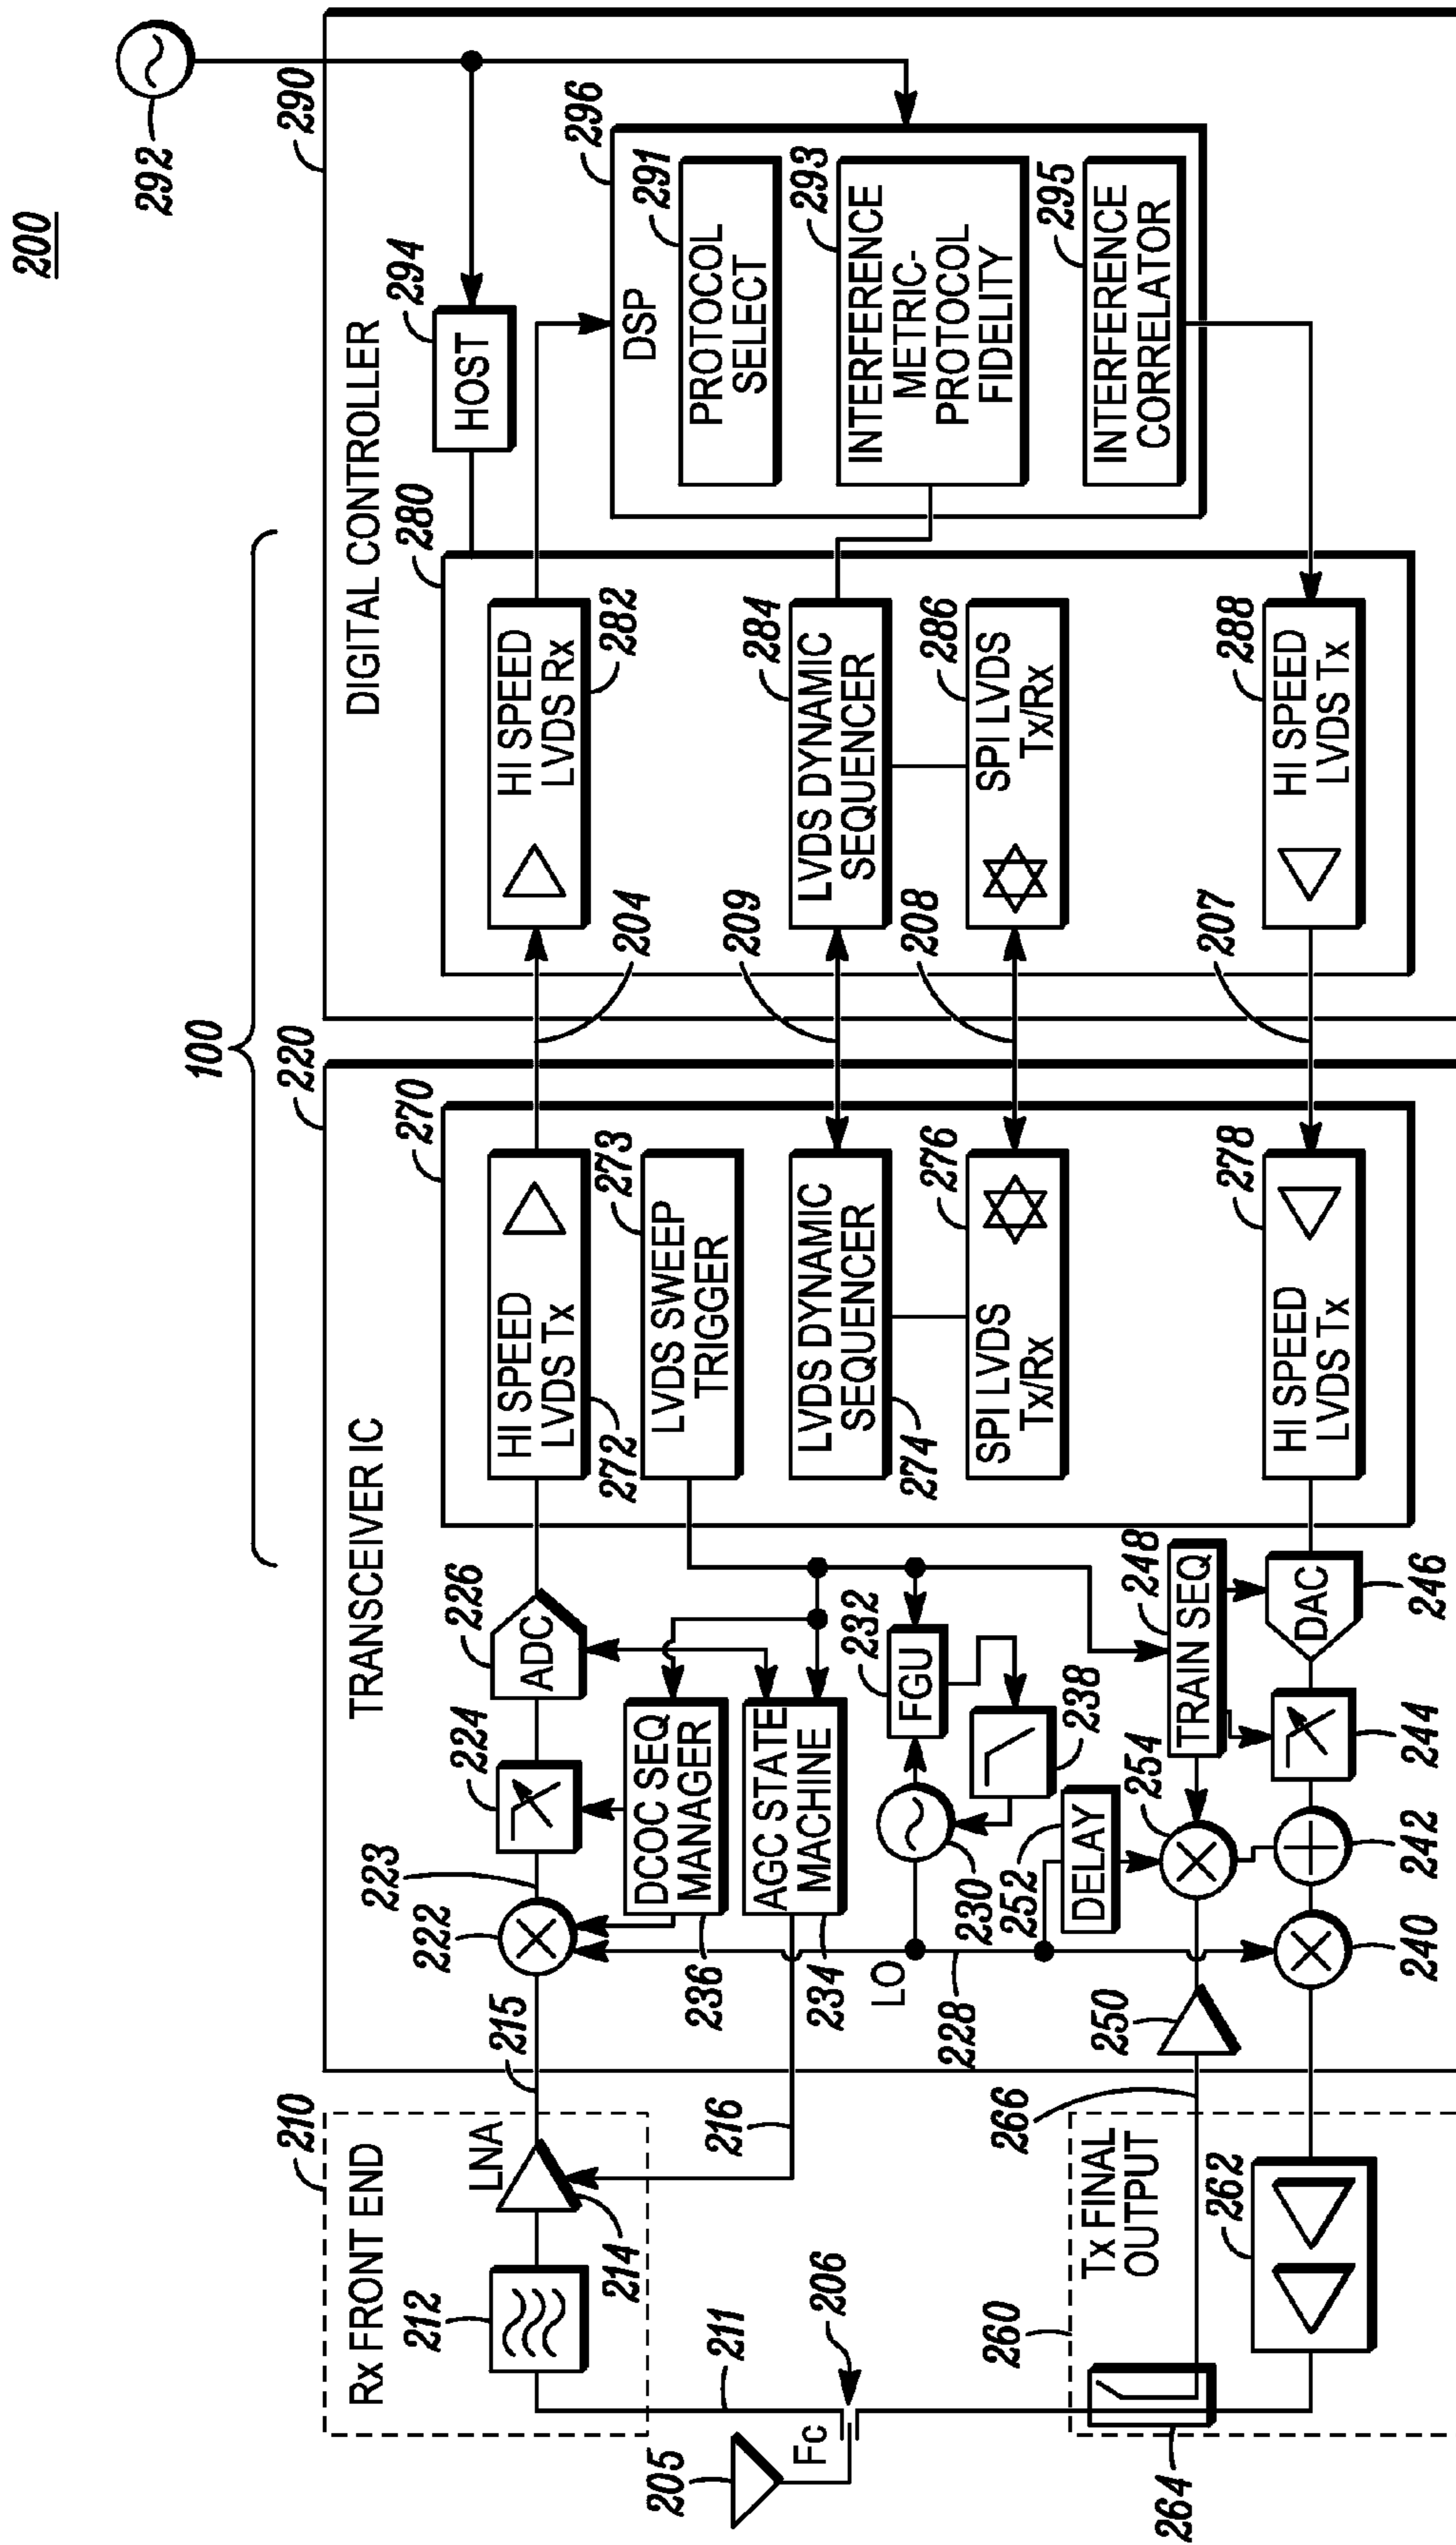 200
100
210
Rx FRONT END
212
LNA
214
215
216
211
205
Fc
206
260
Tx FINAL
OUTPUT
262
264
266
220
TRANSCEIVER IC
222
223
224
226
ADC
DCOC SEQ
MANAGER
236
AGC STATE
MACHINE
234
LO
228
230
232
FGU
238
252
DELAY
254
250
248
TRAIN SEQ
DAC
246
244
242
240
270
HI SPEED
LVDS Tx
272
273
LVDS SWEEP
TRIGGER
LVDS DYNAMIC
SEQUENCER
274
276
SPI LVDS
Tx/Rx
278
HI SPEED
LVDS Tx
204
209
208
207
290
DIGITAL CONTROLLER
280
HI SPEED
LVDS Rx
282
284
LVDS DYNAMIC
SEQUENCER
286
SPI LVDS
Tx/Rx
288
HI SPEED
LVDS Tx
292
294
HOST
296
DSP
291
PROTOCOL
SELECT
293
INTERFERENCE
METRIC-
PROTOCOL
FIDELITY
295
INTERFERENCE
CORRELATOR